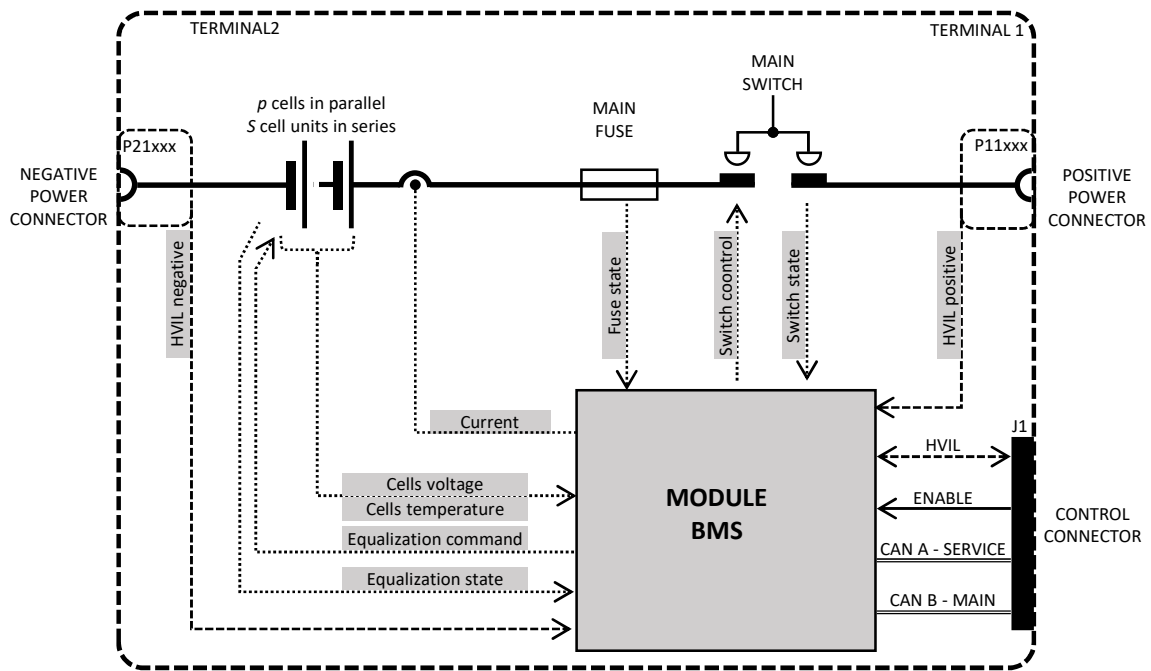 TERMINAL2
TERMINAL 1
MAIN
SWITCH
p cells in parallel
S cell units in series
MAIN
FUSE
P21xxx
P11xxx
NEGATIVE
POWER
CONNECTOR
POSITIVE
POWER
CONNECTOR
HVIL negative
Fuse state
Switch coontrol
Switch state
HVIL positive
Current
J1
HVIL
Cells voltage
Cells temperature
MODULE
BMS
ENABLE
CONTROL
CONNECTOR
Equalization command
CAN A - SERVICE
Equalization state
CAN B - MAIN